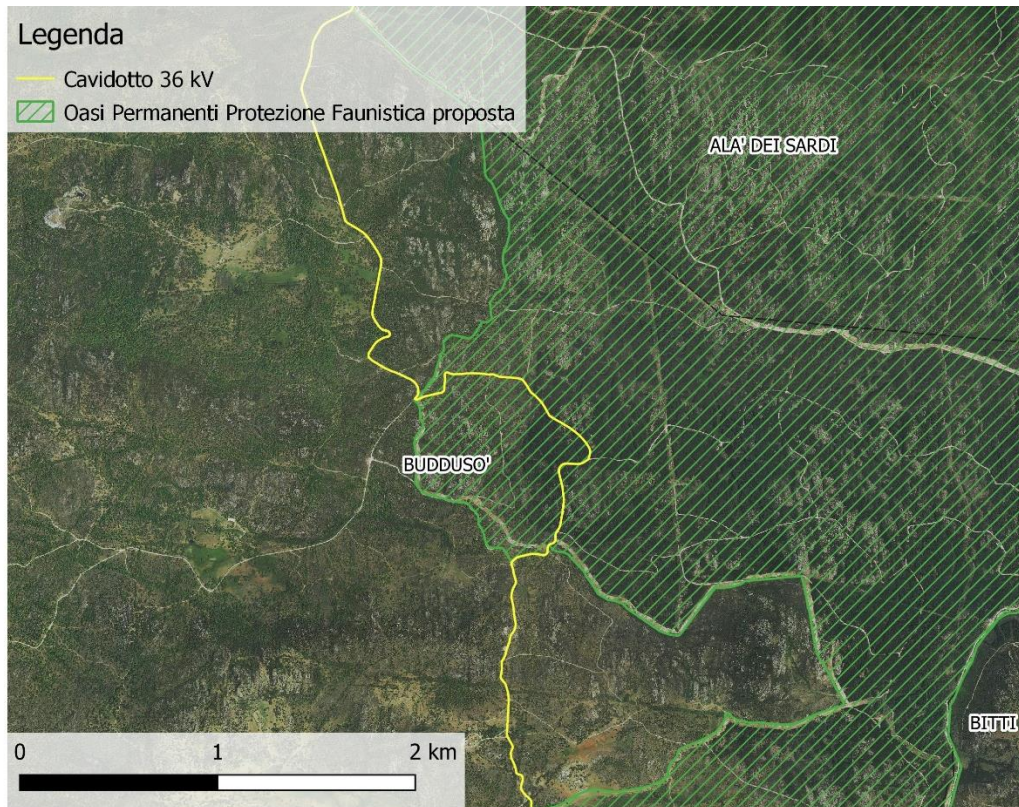 Legenda
Cavidotto 36 kV
Oasi Permanenti Protezione Faunistica proposta
ALA' DEI SARDI
BUDDUSO'
BITTI
0 1 2 km